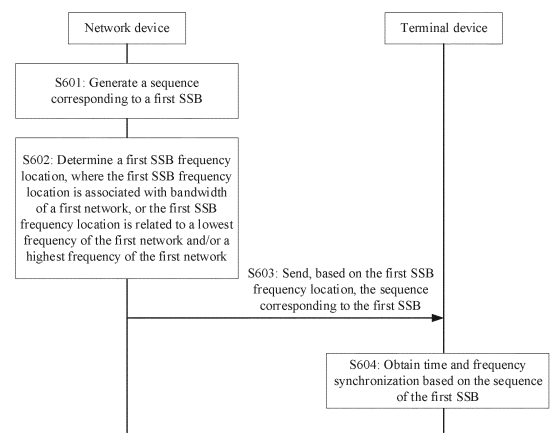 Network device
Terminal device
S601: Generate a sequence
corresponding to a first SSB
S602: Determine a first SSB frequency
location, where the first SSB frequency
location is associated with bandwidth
of a first network, or the first SSB
frequency location is related to a lowest
frequency of the first network and/or a
highest frequency of the first network
S603: Send, based on the first SSB
frequency location, the sequence
corresponding to the first SSB
S604: Obtain time and frequency
synchronization based on the sequence
of the first SSB